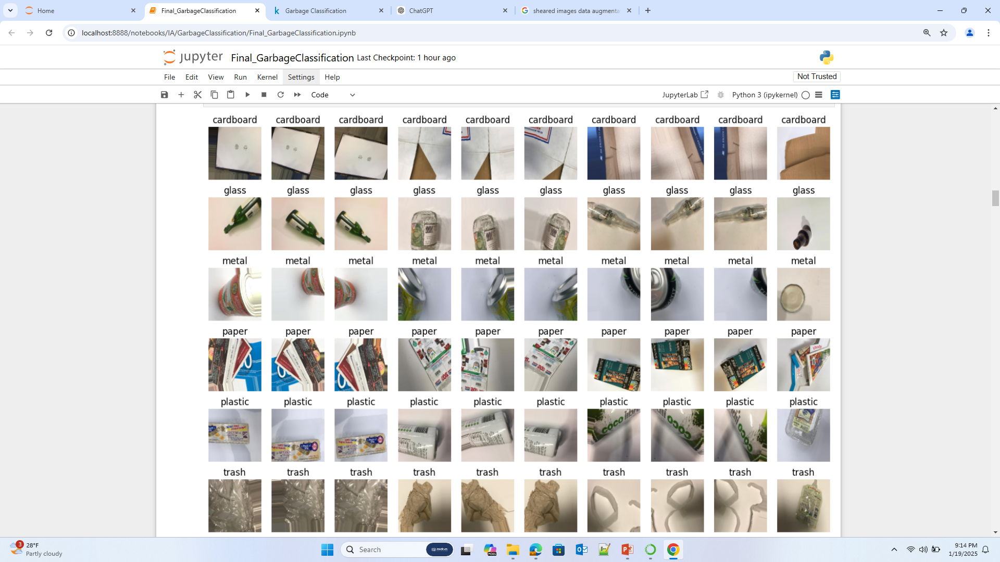 Home
Final_GarbageClassification
Garbage Classification
ChatGPT
sheared images data augmenta
localhost:8888/notebooks/IA/GarbageClassification/Final_GarbageClassification.ipynb
jupyter Final_GarbageClassification Last Checkpoint: 1 hour ago
File Edit View Run Kernel Settings Help
Not Trusted
Code
JupyterLab
Python 3 (ipykernel)
cardboard cardboard cardboard cardboard cardboard cardboard cardboard cardboard cardboard cardboard
glass glass glass glass glass glass glass glass glass glass
metal metal metal metal metal metal metal metal metal metal
paper paper paper paper paper paper paper paper paper paper
plastic plastic plastic plastic plastic plastic plastic plastic plastic plastic
COCO
trash trash trash trash trash trash trash trash trash trash
3
28°F
Partly cloudy
Search
M365
9:14 PM
1/19/2025